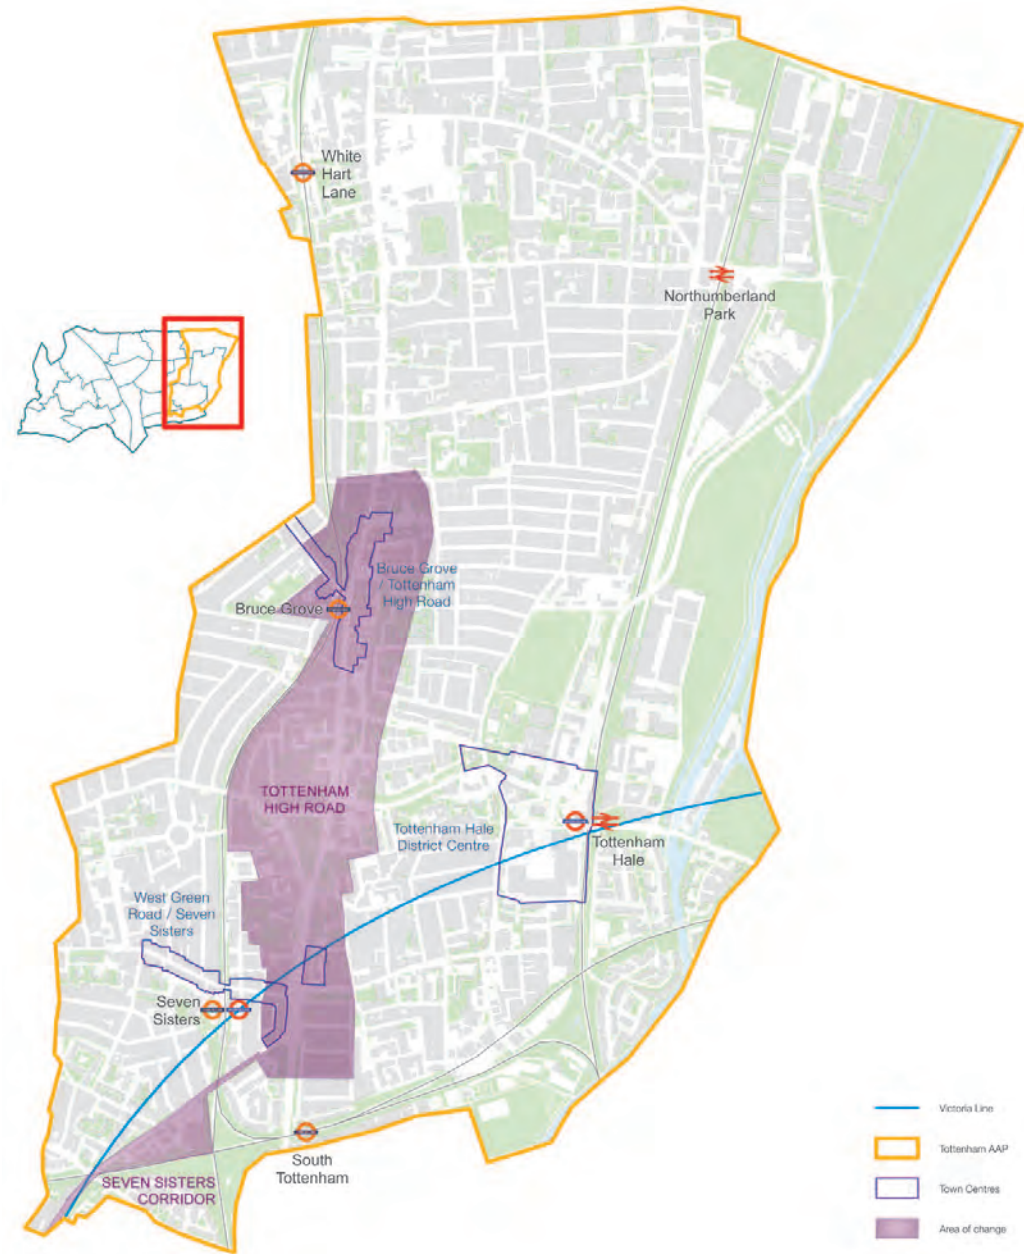 White
Hart
Lane
Northumberland
Park
Bruce Grove
/ Tottenham
High Road
Bruce Grove
TOTTENHAM
HIGH ROAD
Tottenham Hale
District Centre
Tottenham
Hale
West Green
Road / Seven
Sisters
Seven
Sisters
South
Tottenham
SEVEN SISTERS
CORRIDOR
Victoria Line
Tottenham AAP
Town Centres
Area of change